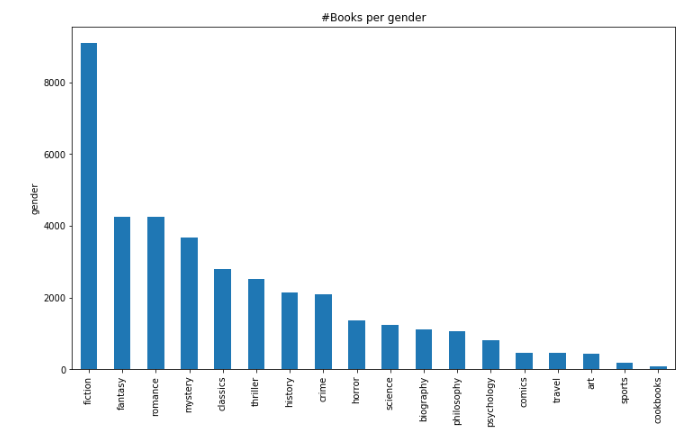 #Books per gender
8000
6000
4000
2000
0
gender
fiction
fantasy
romance
mystery
classics
thriller
history
crime
horror
science
biography
philosophy
psychology
comics
travel
art
sports
cookbooks